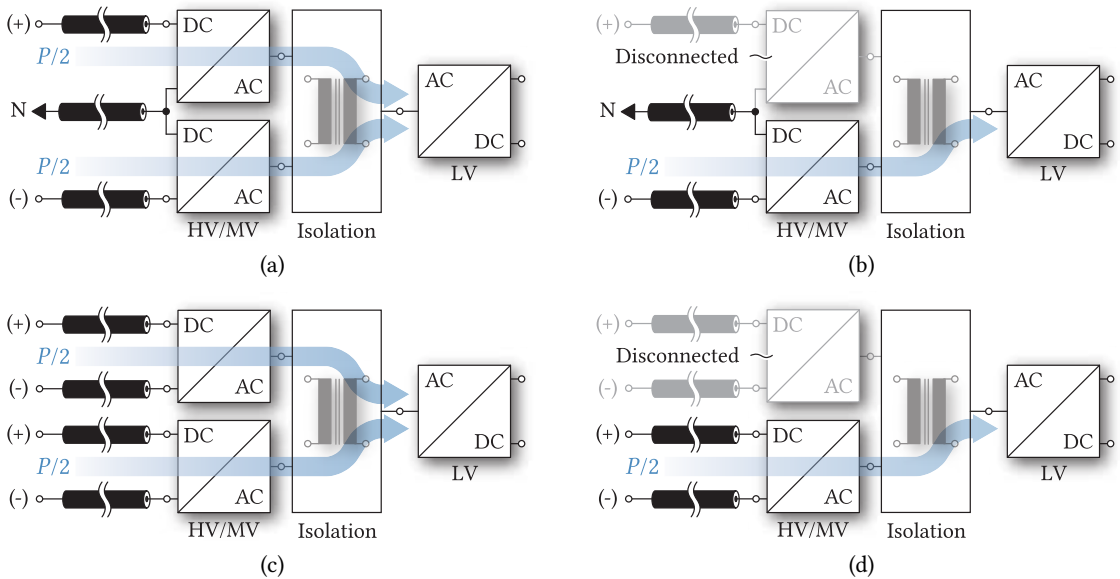 (+)
DC
P/2
AC
N
DC
P/2
AC
(-)
HV/MV
Isolation
AC
DC
LV
(a)
(+)
DC
Disconnected
AC
N
DC
P/2
AC
(-)
HV/MV
Isolation
AC
DC
LV
(b)
(+)
DC
P/2
AC
(-)
(+)
DC
P/2
AC
(-)
HV/MV
Isolation
AC
DC
LV
(c)
(+)
DC
Disconnected
AC
(-)
(+)
DC
P/2
AC
(-)
HV/MV
Isolation
AC
DC
LV
(d)